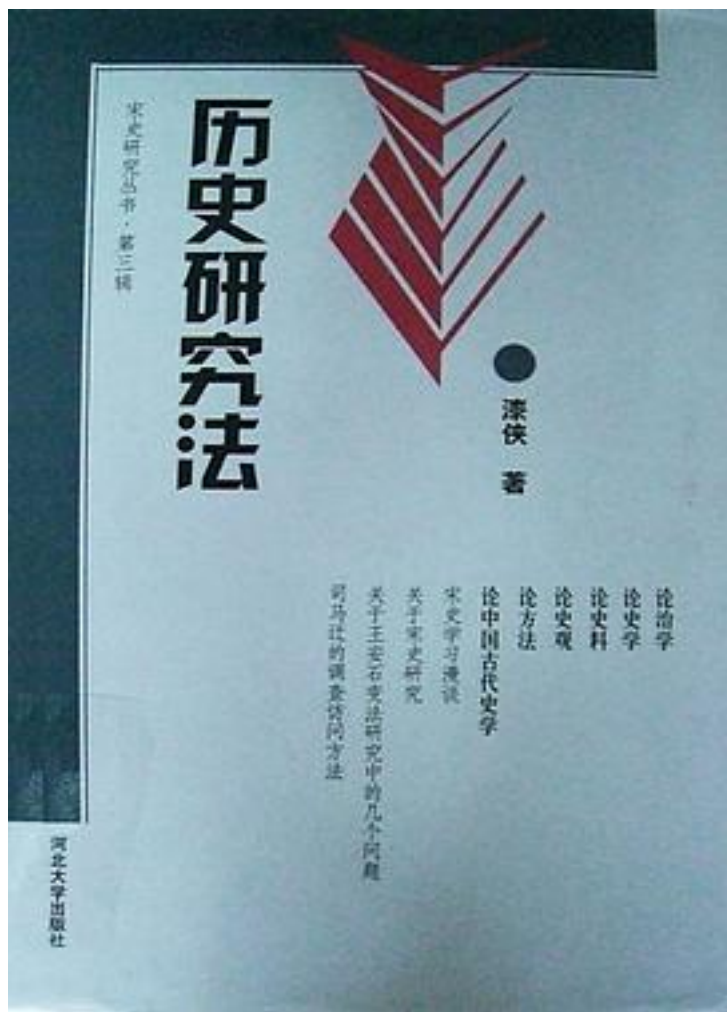 历史研究法
宋史研究丛书·第三辑
漆侠 著
论治学
论史学
论史料
论史观
论方法
论中国古代史学
宋史学习漫谈
关于宋史研究
关于王安石变法研究中的几个问题
司马迁的调查访问方法
河北大学出版社